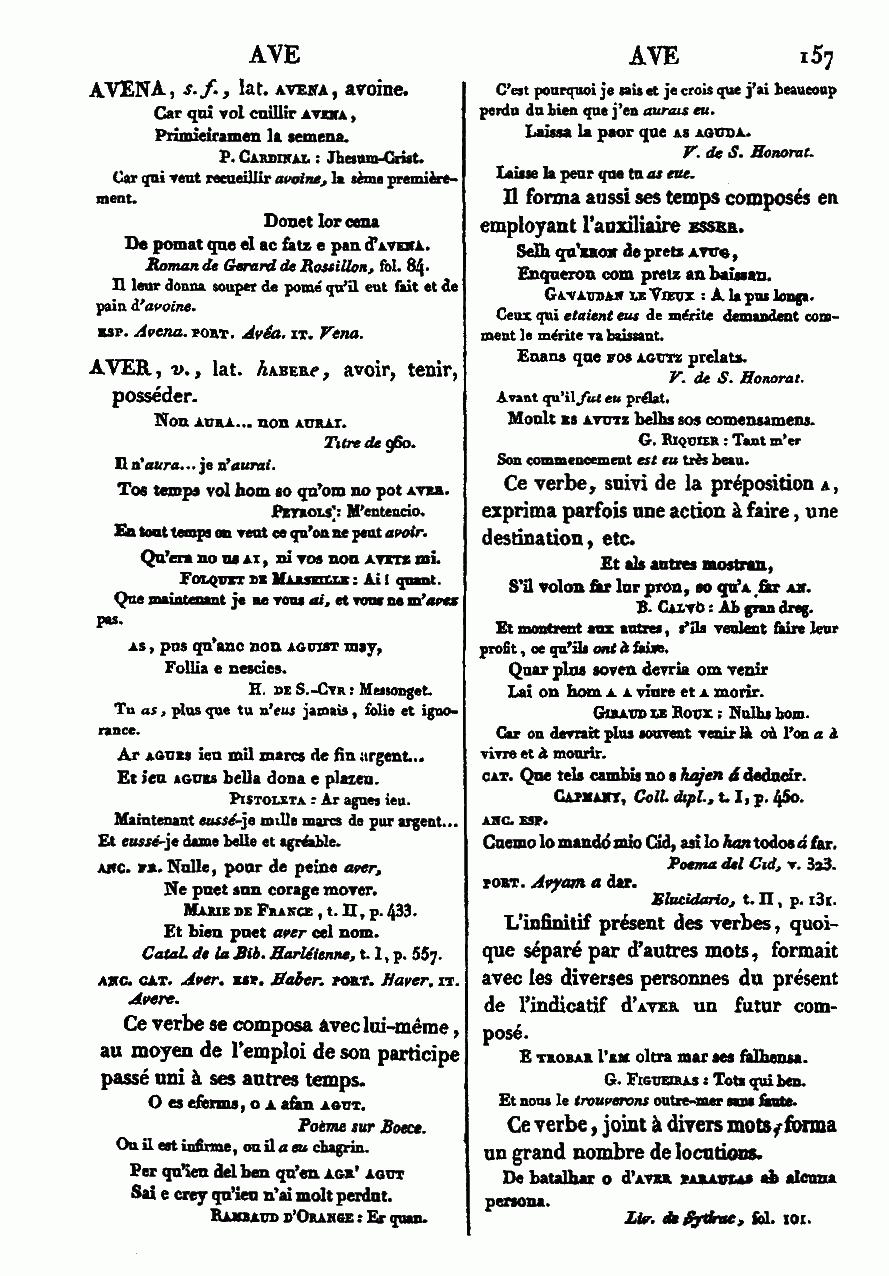 AVE
AVENA, s. f., lat. AVENA, avoine.
Car qui vol cuillir AVENA,
Primieiramen la semena.
P. CARDINAL : Jhesum-Crist.
Car qui veut recueillir avoine, la sème première-
ment.
Donet lor cena
De pomat que el ac fatz e pan d'AVENA.
Roman de Gerard de Rossillon, fol. 84.
Il leur donna souper de pomé qu'il eut fait et de
pain d'avoine.
ESP. Avena. PORT. Avéa. IT. Vena.
AVER, v., lat. hABERe, avoir, tenir,
posséder.
Non AURA... non AURAI.
Titre de 960.
Il n'aura... je n'aurai.
Tos temps vol hom so qu'om no pot AVER.
PEYROLS : M'entencio.
En tout temps on veut ce qu'on ne peut avoir.
Qu'era no us AI, ni vos non AVETZ mi.
FOLQUET DE MARSEILLE : Ai ! quant.
Que maintenant je ne vous ai, et vous ne m'avez
pas.
AS, pus qu'anc non AGUIST may,
Follia e nescies.
H. DE S.-CYR : Messonget.
Tu as, plus que tu n'eus jamais, folie et igno-
rance.
Ar AGUES ieu mil marcs de fin argent...
Et ieu AGUES bella dona e plazen.
PISTOLETA : Ar agues ieu.
Maintenant eussé-je mille marcs de pur argent...
Et eussé-je dame belle et agréable.
ANC. FR. Nulle, pour de peine aver,
Ne puet sun corage mover.
MARIE DE FRANCE, t. II, p. 433.
Et bien puet aver cel nom.
Catal. de la Bib. Harléienne, t. I, p. 557.
ANC. CAT. Aver. ESP. Haber. PORT. Haver. IT.
Avere.
Ce verbe se composa avec lui-même,
au moyen de l'emploi de son participe
passé uni à ses autres temps.
O es eferms, o A afan AGUT.
Poème sur Boece.
Ou il est infirme, ou il a eu chagrin.
Per qu'ieu del ben qu'en AGR' AGUT
Sai e crey qu'ieu n'ai molt perdut.
RAMBAUD D'ORANGE : Er quan.
AVE 157
C'est pourquoi je sais et je crois que j'ai beaucoup
perdu du bien que j'en aurais eu.
Laissa la paor que AS AGUDA.
V. de S. Honorat.
Laisse la peur que tu as eue.
Il forma aussi ses temps composés en
employant l'auxiliaire ESSER.
Selh qu'ERON de pretz AVUG,
Enqueron com pretz an baissan.
GAVAUDAN LE VIEUX : A la pus longa.
Ceux qui etaient eus de mérite demandent com-
ment le mérite va baissant.
Enans que FOS AGUTZ prelatz.
V. de S. Honorat.
Avant qu'il fut eu prélat.
Moult ES AVUTZ belhs sos comensamens.
G. RIQUIER : Tant m'er
Son commencement est eu très beau.
Ce verbe, suivi de la préposition A,
exprima parfois une action à faire, une
destination, etc.
Et als autres mostran,
S'il volon far lur pron, so qu'A far AN.
B. CALVO : Ab gran dreg.
Et montrent aux autres, s'ils veulent faire leur
profit, ce qu'ils ont à faire.
Quar plus soven devria om venir
Lai on hom A A viure et A morir.
GIRAUD LE ROUX : Nulhs hom.
Car on devrait plus souvent venir là où l'on a à
vivre et à mourir.
CAT. Que tels cambis no s hajen á deducir.
CAPMANY, Coll. dipl., t. I, p. 450.
ANC. ESP.
Cuemo lo mandó mio Cid, asi lo han todos á far.
Poema del Cid, v. 323.
PORT. Avyam a dar.
Elucidario, t. II, p. 131.
L'infinitif présent des verbes, quoi-
que séparé par d'autres mots, formait
avec les diverses personnes du présent
de l'indicatif d'AVER un futur com-
posé.
E TROBAR l'EM oltra mar ses falhensa.
G. FIGUEIRAS : Totz qui ben.
Et nous le trouverons outre-mer sans faute.
Ce verbe, joint à divers mots, forma
un grand nombre de locutions.
De batalhar o d'AVER PARAULAS ab alcuna
persona.
Liv. de Sydrac, fol. 101.